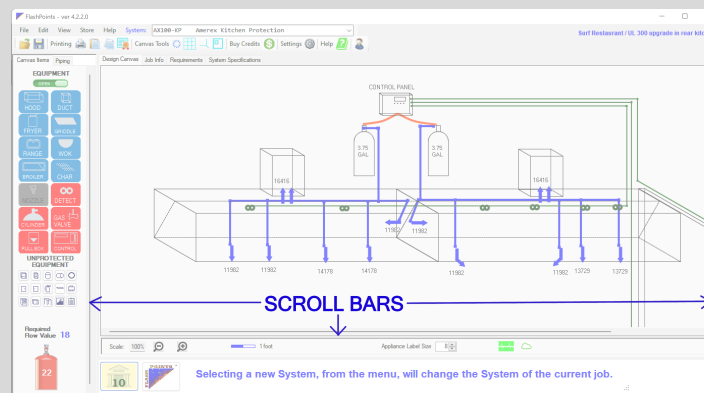 FlashPoints - ver 4.2.2.0
File Edit View Store Help System: AX100-KP Amerex Kitchen Protection
Surf Restaurant / UL 300 upgrade in rear kitc
Printing Canvas Tools Buy Credits Settings Help
Canvas Items Piping
Design Canvas Job Info Requirements System Specifications
EQUIPMENT
OPEN
HOOD DUCT
FRYER GRIDDLE
RANGE WOK
BROILER CHAR
NOZZLE DETECT
CYLINDER GAS VALVE
PULL BOX CONTROL
UNPROTECTED
EQUIPMENT
Required
Flow Value 18
22
CONTROL PANEL
3.75
GAL
3.75
GAL
16416
16416
11982
11982
11982
11982
14178
14178
11982
11982
13729
13729
SCROLL BARS
Scale: 100% 1 foot Appliance Label Size 8
10
Selecting a new System, from the menu, will change the System of the current job.